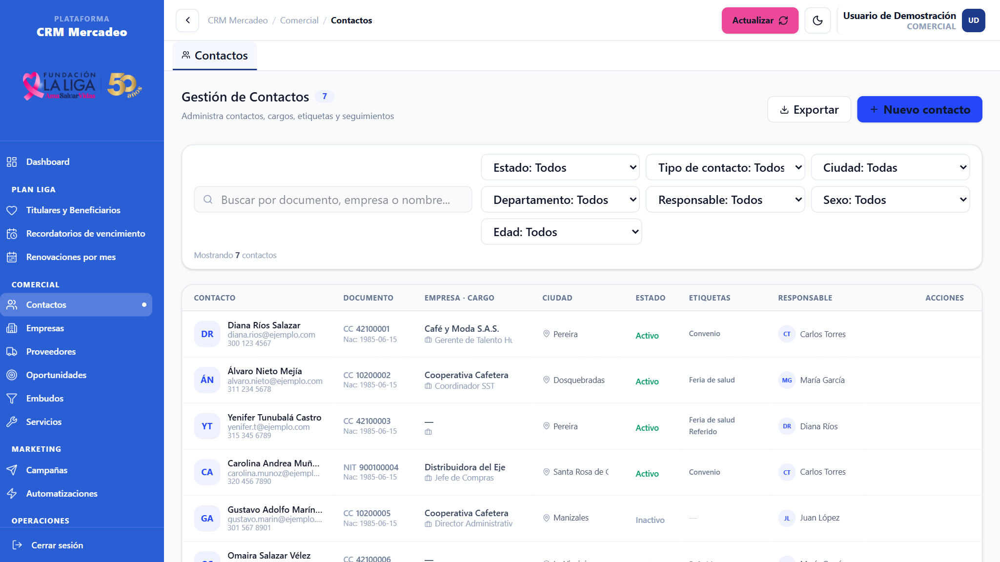 PLATAFORMA
CRM Mercadeo
FUNDACIÓN
LA LIGA
Ama Salvar Vidas
50 años
Dashboard
PLAN LIGA
Titulares y Beneficiarios
Recordatorios de vencimiento
Renovaciones por mes
COMERCIAL
Contactos
Empresas
Proveedores
Oportunidades
Embudos
Servicios
MARKETING
Campañas
Automatizaciones
OPERACIONES
Cerrar sesión
CRM Mercadeo / Comercial / Contactos
Actualizar
Usuario de Demostración
COMERCIAL
UD
Contactos
Gestión de Contactos 7
Administra contactos, cargos, etiquetas y seguimientos
Exportar
+ Nuevo contacto
Buscar por documento, empresa o nombre...
Estado: Todos
Tipo de contacto: Todos
Ciudad: Todas
Departamento: Todos
Responsable: Todos
Sexo: Todos
Edad: Todos
Mostrando 7 contactos
CONTACTO DOCUMENTO EMPRESA · CARGO CIUDAD ESTADO ETIQUETAS RESPONSABLE ACCIONES
DR
Diana Ríos Salazar
diana.rios@ejemplo.com
300 123 4567
CC 42100001
Nac: 1985-06-15
Café y Moda S.A.S.
Gerente de Talento Hu
Pereira
Activo
Convenio
CT Carlos Torres
ÁN
Álvaro Nieto Mejía
alvaro.nieto@ejemplo.com
311 234 5678
CC 10200002
Nac: 1985-06-15
Cooperativa Cafetera
Coordinador SST
Dosquebradas
Activo
Feria de salud
MG María García
YT
Yenifer Tunubalá Castro
yenifer.t@ejemplo.com
315 345 6789
CC 42100003
Nac: 1985-06-15
—
Pereira
Activo
Feria de salud
Referido
DR Diana Ríos
CA
Carolina Andrea Muñ...
carolina.munoz@ejempl...
320 456 7890
NIT 900100004
Nac: 1985-06-15
Distribuidora del Eje
Jefe de Compras
Santa Rosa de
Activo
Convenio
CT Carlos Torres
GA
Gustavo Adolfo Marín...
gustavo.marin@ejemplo....
301 567 8901
CC 10200005
Nac: 1985-06-15
Cooperativa Cafetera
Director Administrativ
Manizales
Inactivo
—
JL Juan López
Omaira Salazar Vélez
CC 42100006
—